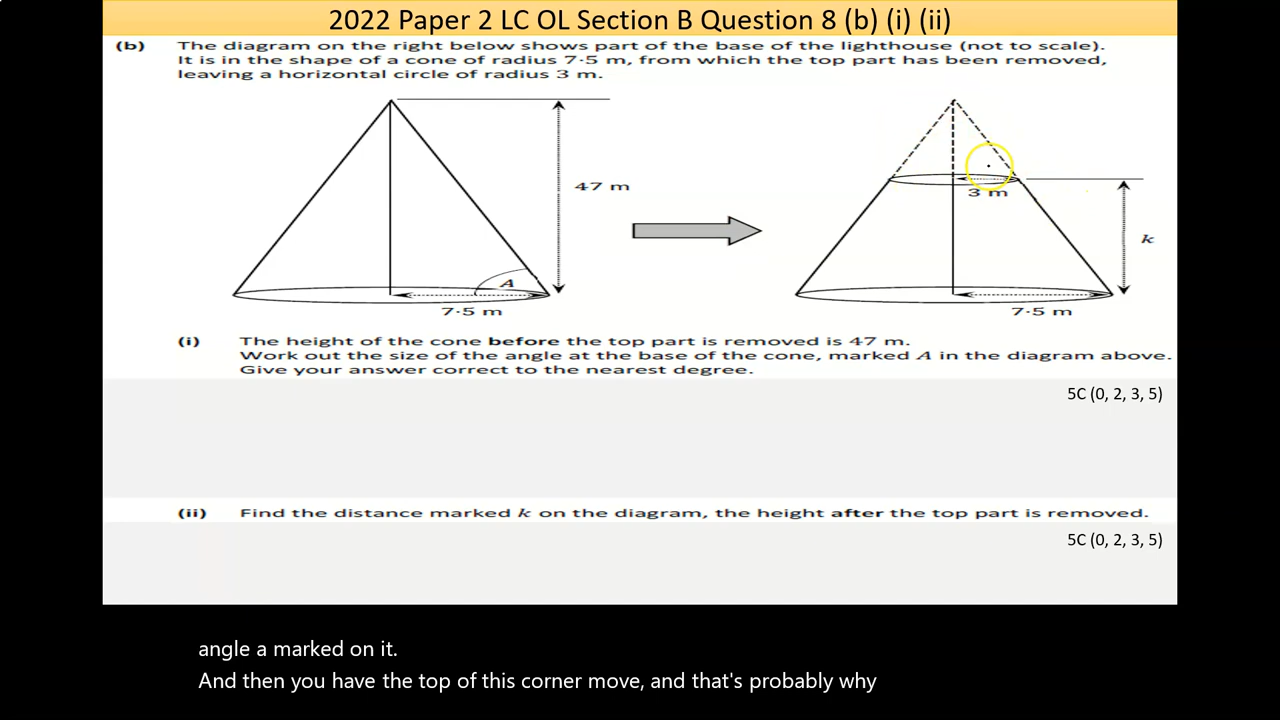 2022 Paper 2 LC OL Section B Question 8 (b) (i) (ii)
(b) The diagram on the right below shows part of the base of the lighthouse (not to scale).
It is in the shape of a cone of radius 7·5 m, from which the top part has been removed,
leaving a horizontal circle of radius 3 m.
47 m
A
7·5 m
3 m
k
7·5 m
(i) The height of the cone before the top part is removed is 47 m.
Work out the size of the angle at the base of the cone, marked A in the diagram above.
Give your answer correct to the nearest degree.
5C (0, 2, 3, 5)
(ii) Find the distance marked k on the diagram, the height after the top part is removed.
5C (0, 2, 3, 5)
angle a marked on it.
And then you have the top of this corner move, and that's probably why